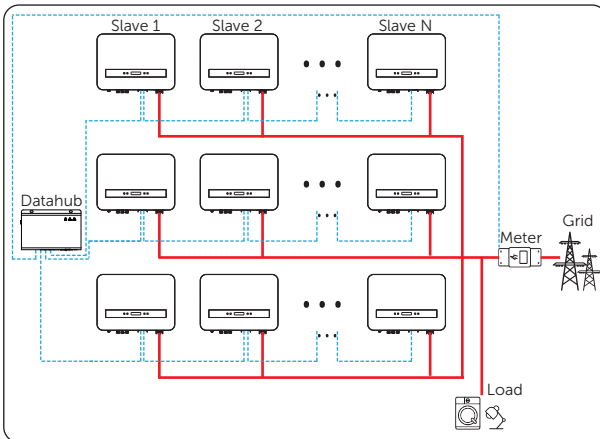 Slave 1
Slave 2
Slave N
Datahub
Grid
Meter
Load